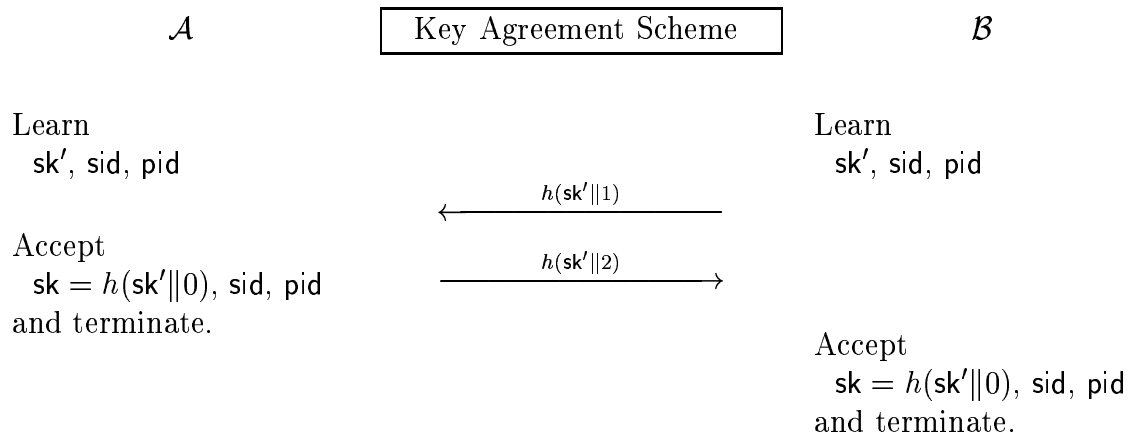 𝒜 Key Agreement Scheme ℬ
Learn
sk′, sid, pid
Learn
sk′, sid, pid
h(sk′‖1)
Accept
sk = h(sk′‖0), sid, pid
and terminate.
h(sk′‖2)
Accept
sk = h(sk′‖0), sid, pid
and terminate.